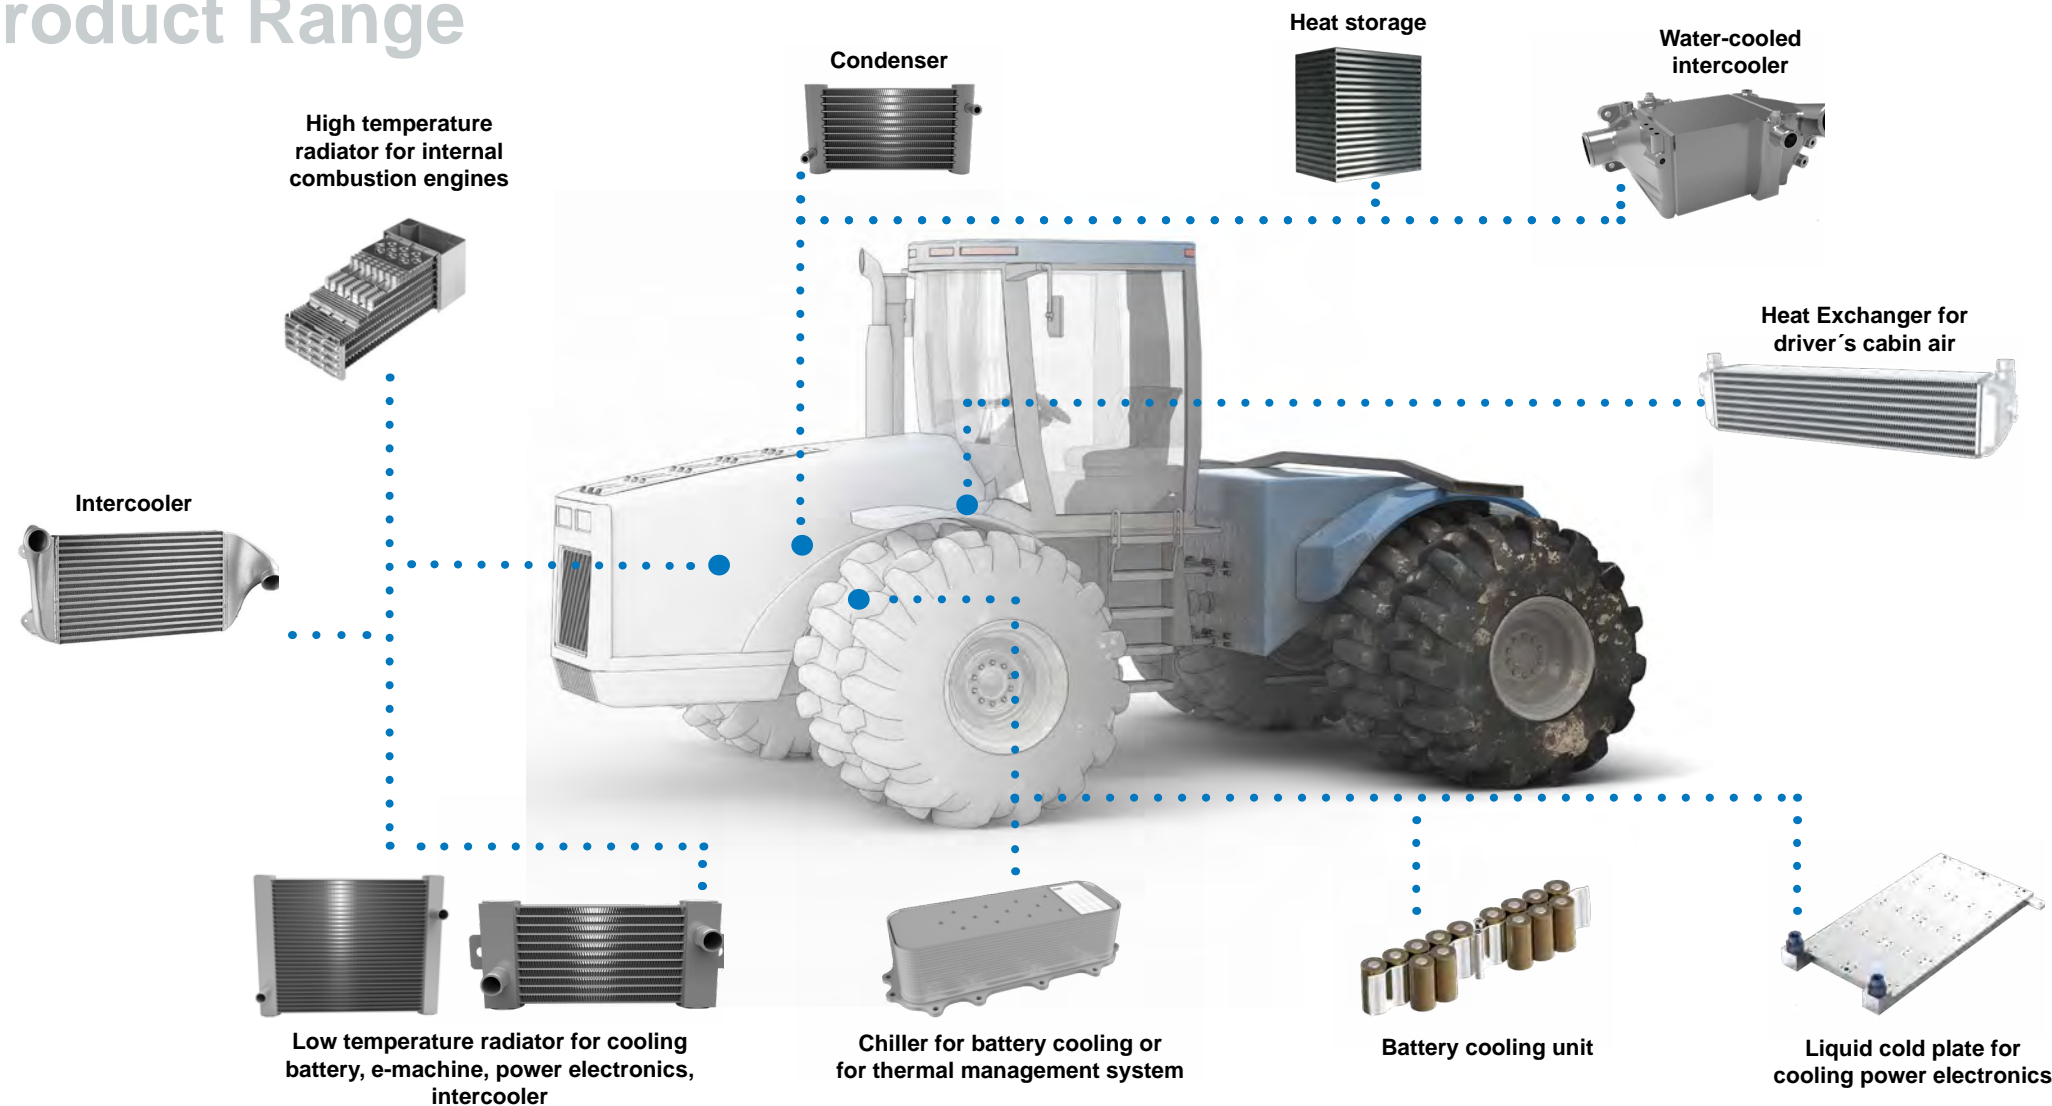 roduct Range
Heat storage
Water-cooled
intercooler
Condenser
High temperature
radiator for internal
combustion engines
Heat Exchanger for
driver´s cabin air
Intercooler
Low temperature radiator for cooling
battery, e-machine, power electronics,
intercooler
Chiller for battery cooling or
for thermal management system
Battery cooling unit
Liquid cold plate for
cooling power electronics